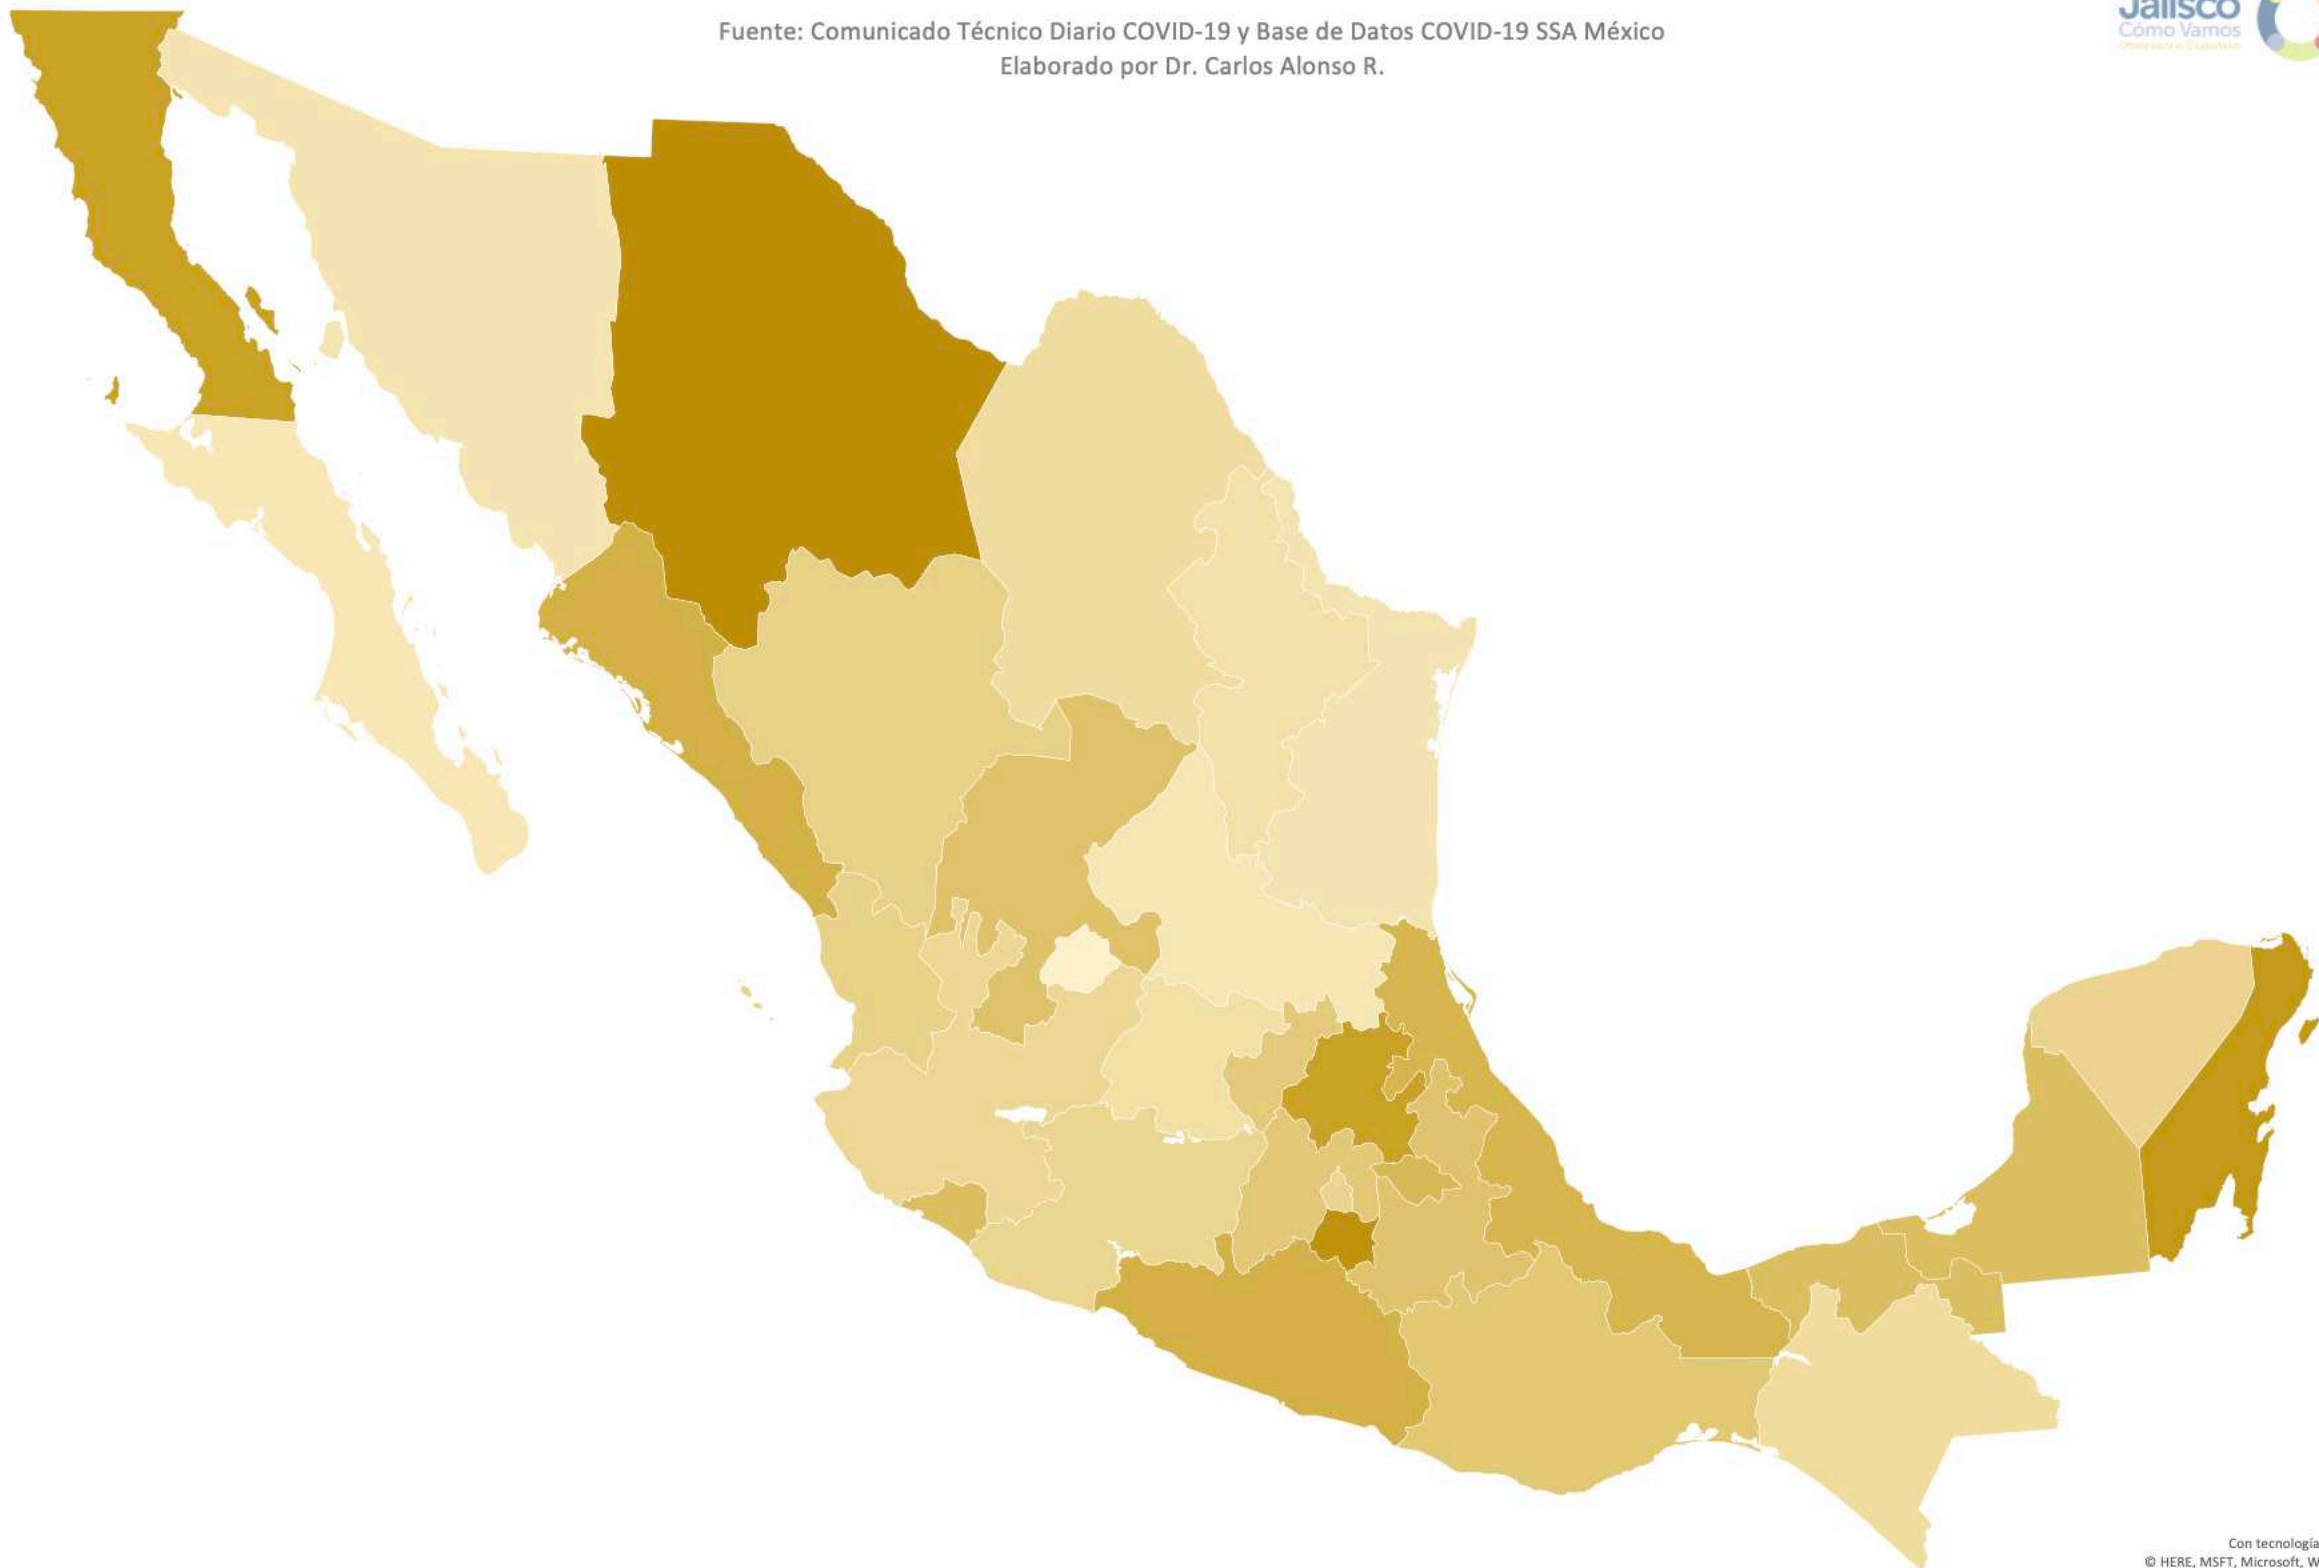 Fuente: Comunicado Técnico Diario COVID-19 y Base de Datos COVID-19 SSA México
Elaborado por Dr. Carlos Alonso R.
Jalisco
Cómo Vamos
Con tecnología
© HERE, MSFT, Microsoft, W